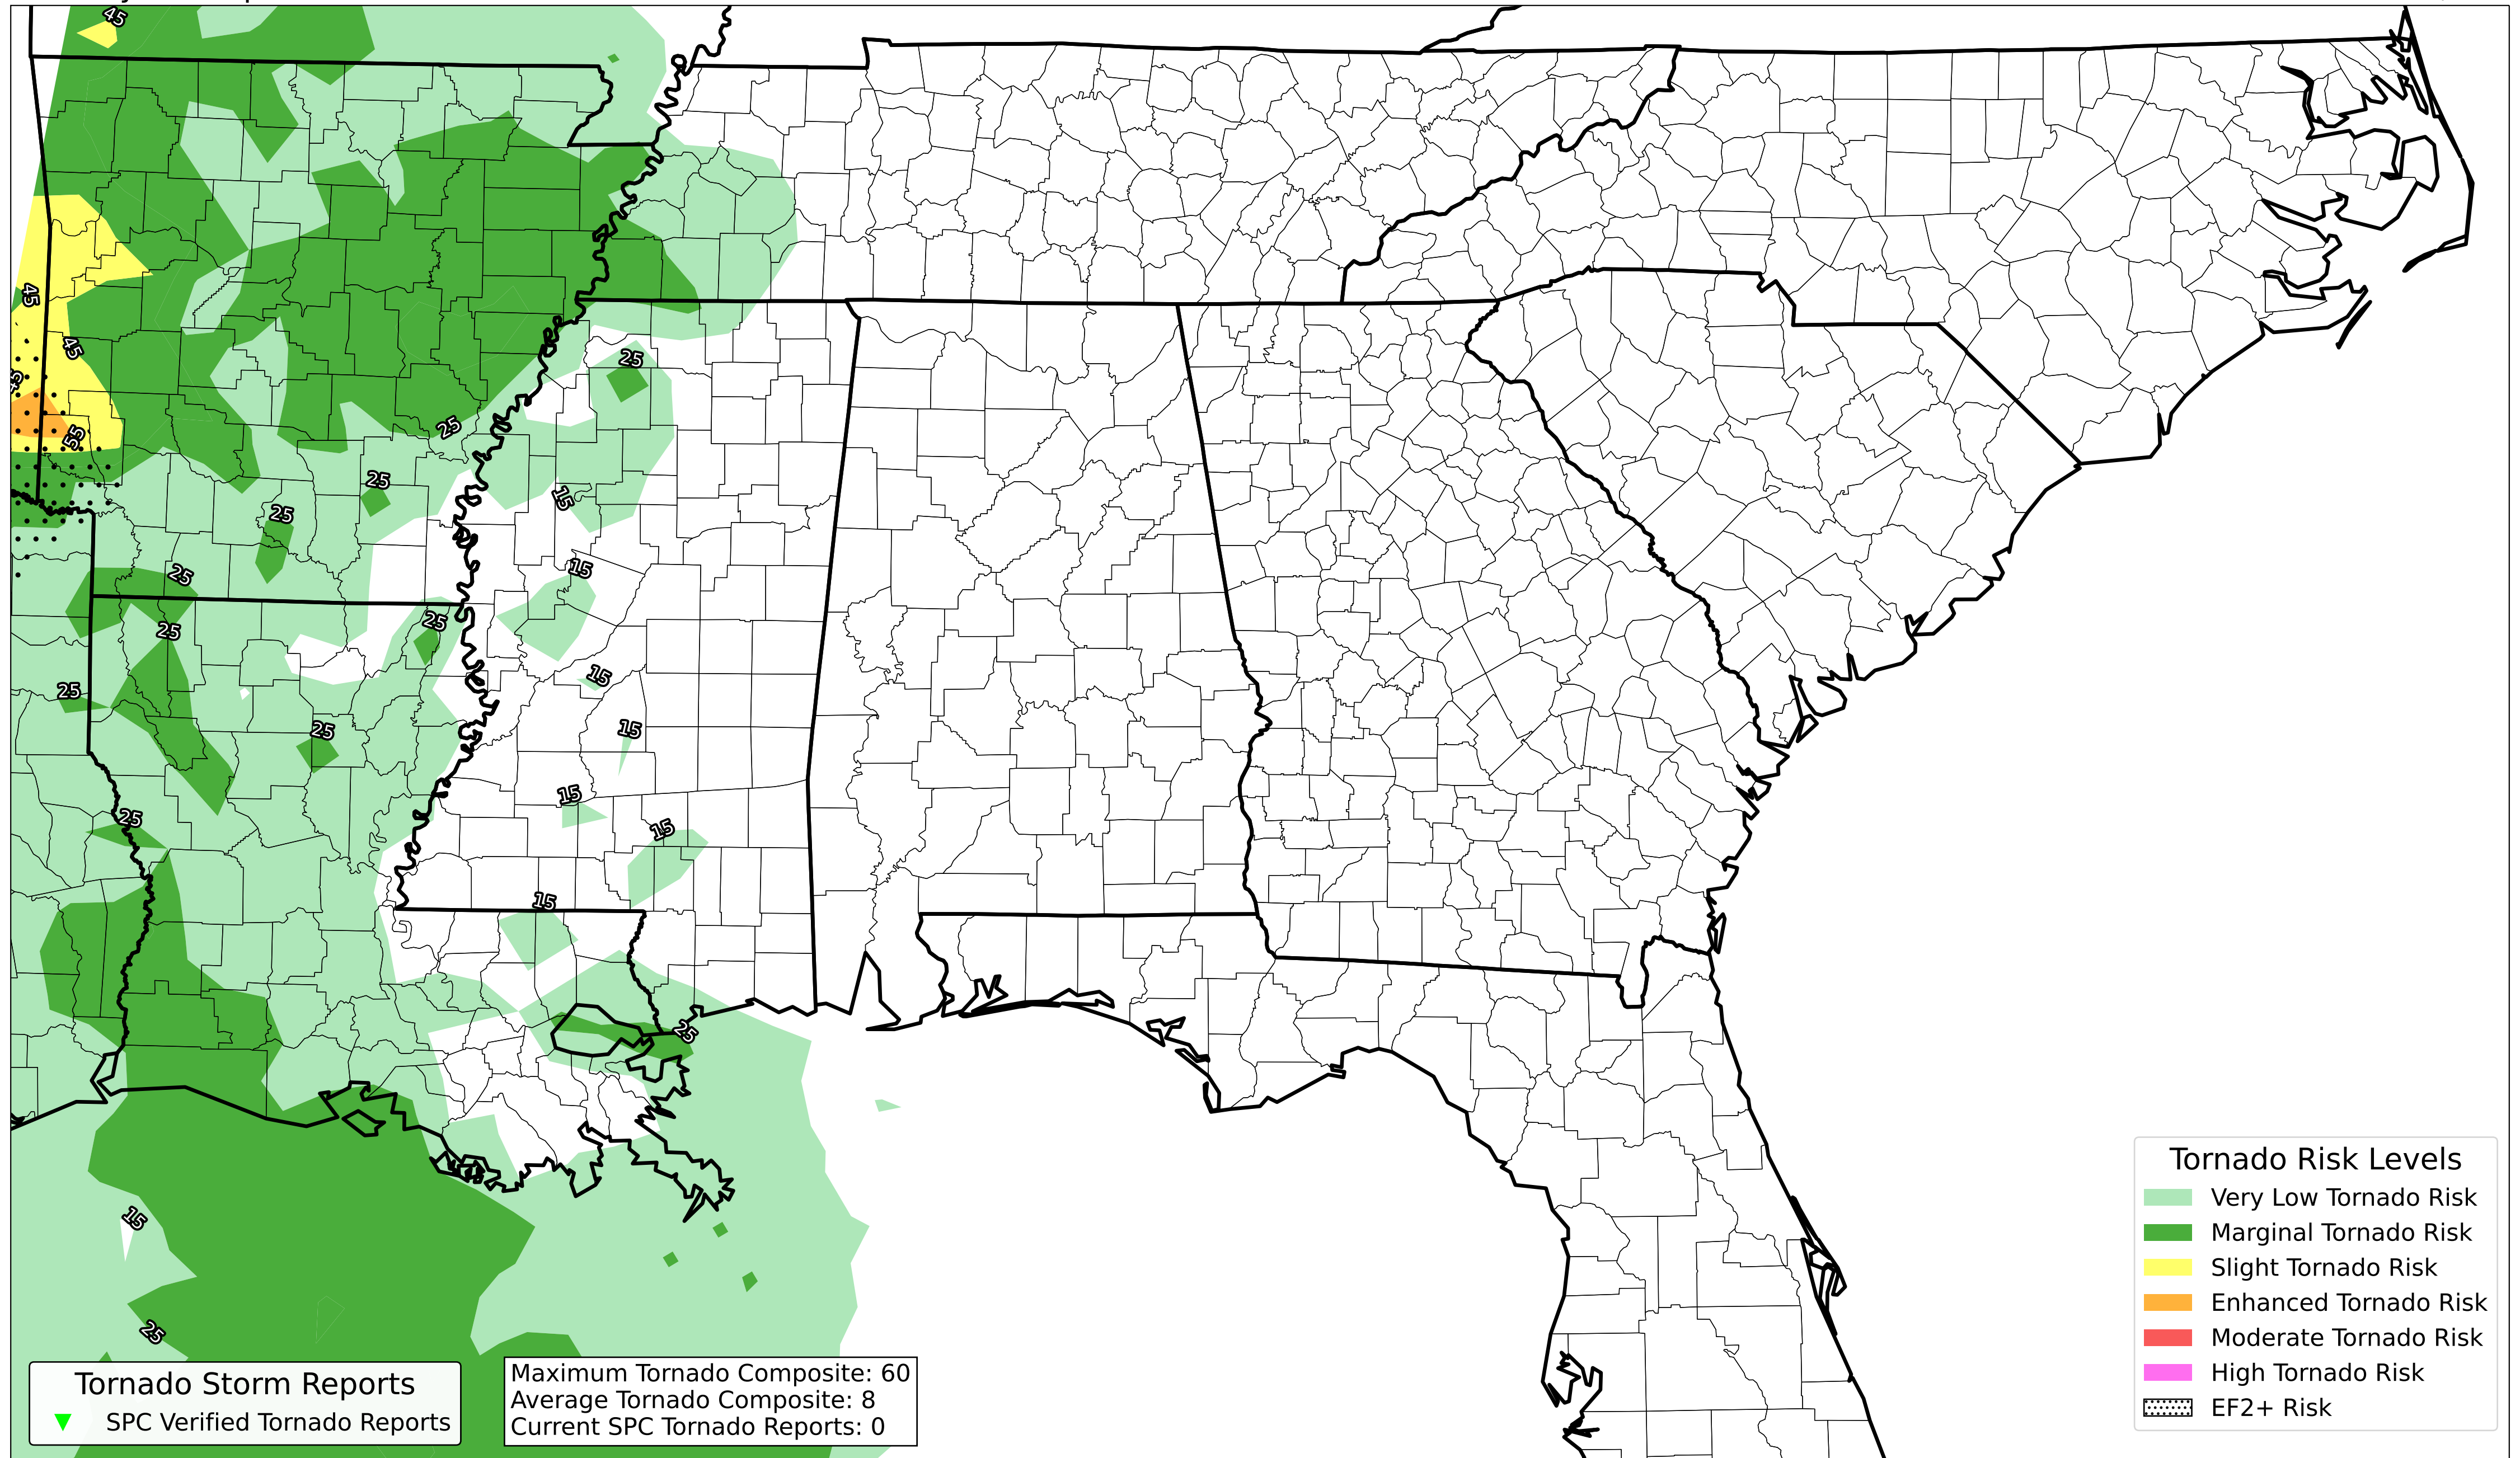 45
45
45
55
25
25
25
15
25
25
15
25
25
15
25
25
15
25
15
25
15
15
25
15
25
Tornado Storm Reports
SPC Verified Tornado Reports
Maximum Tornado Composite: 60
Average Tornado Composite: 8
Current SPC Tornado Reports: 0
Tornado Risk Levels
Very Low Tornado Risk
Marginal Tornado Risk
Slight Tornado Risk
Enhanced Tornado Risk
Moderate Tornado Risk
High Tornado Risk
EF2+ Risk